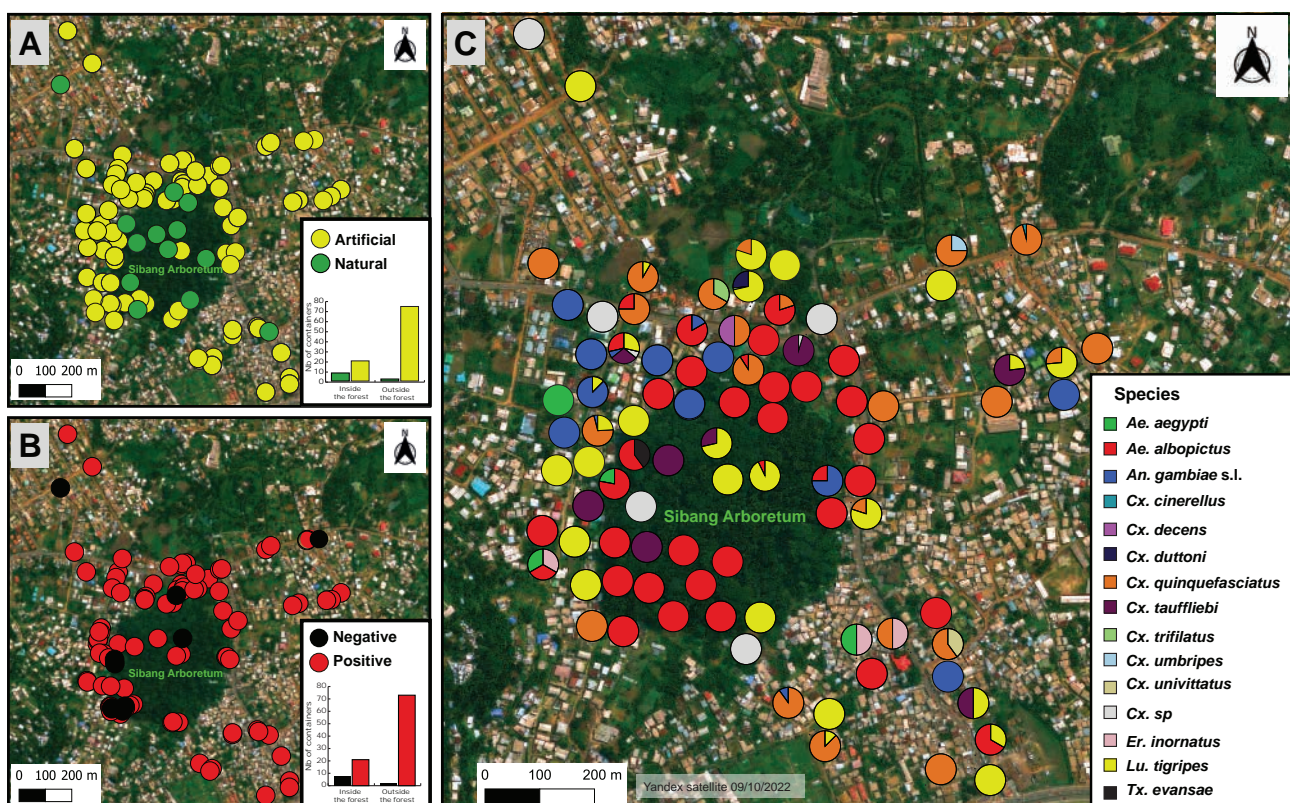 A
N
Sibang Arboretum
Artificial
Natural
Nb of containers
80
70
60
50
40
30
20
10
0
Inside
the forest
Outside
the forest
0 100 200 m
B
N
Sibang Arboretum
Negative
Positive
Nb of containers
80
70
60
50
40
30
20
10
0
Inside
the forest
Outside
the forest
0 100 200 m
C
N
Sibang Arboretum
Species
Ae. aegypti
Ae. albopictus
An. gambiae s.l.
Cx. cinerellus
Cx. decens
Cx. duttoni
Cx. quinquefasciatus
Cx. tauffliebi
Cx. trifilatus
Cx. umbripes
Cx. univittatus
Cx. sp
Er. inornatus
Lu. tigripes
Tx. evansae
0 100 200 m
Yandex satellite 09/10/2022